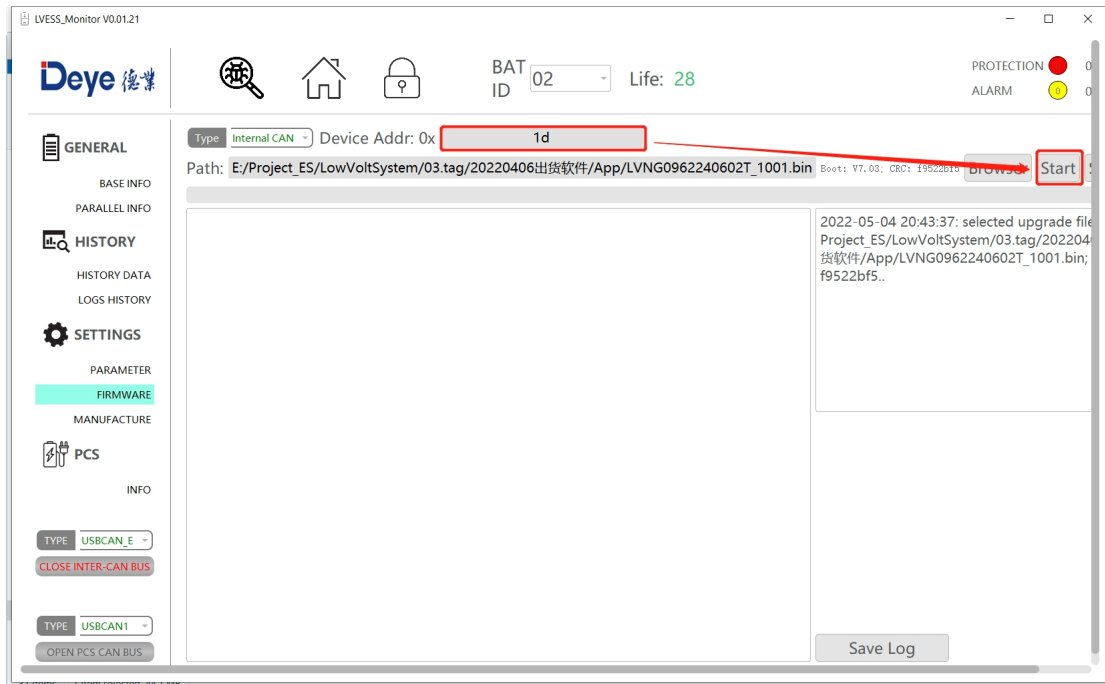 LVESS_Monitor V0.01.21
Deye 德業
BAT ID 02 Life: 28
PROTECTION 0
ALARM 0 0
GENERAL
BASE INFO
PARALLEL INFO
HISTORY
HISTORY DATA
LOGS HISTORY
SETTINGS
PARAMETER
FIRMWARE
MANUFACTURE
PCS
INFO
TYPE USBCAN_E
CLOSE INTER-CAN BUS
TYPE USBCAN1
OPEN PCS CAN BUS
Type Internal CAN Device Addr: 0x 1d
Path: E:/Project_ES/LowVoltSystem/03.tag/20220406出货软件/App/LVNG0962240602T_1001.bin Boot: V7.03, CRC: f9522bf5 Browser Start
2022-05-04 20:43:37: selected upgrade file
Project_ES/LowVoltSystem/03.tag/202204
货软件/App/LVNG0962240602T_1001.bin;
f9522bf5..
Save Log